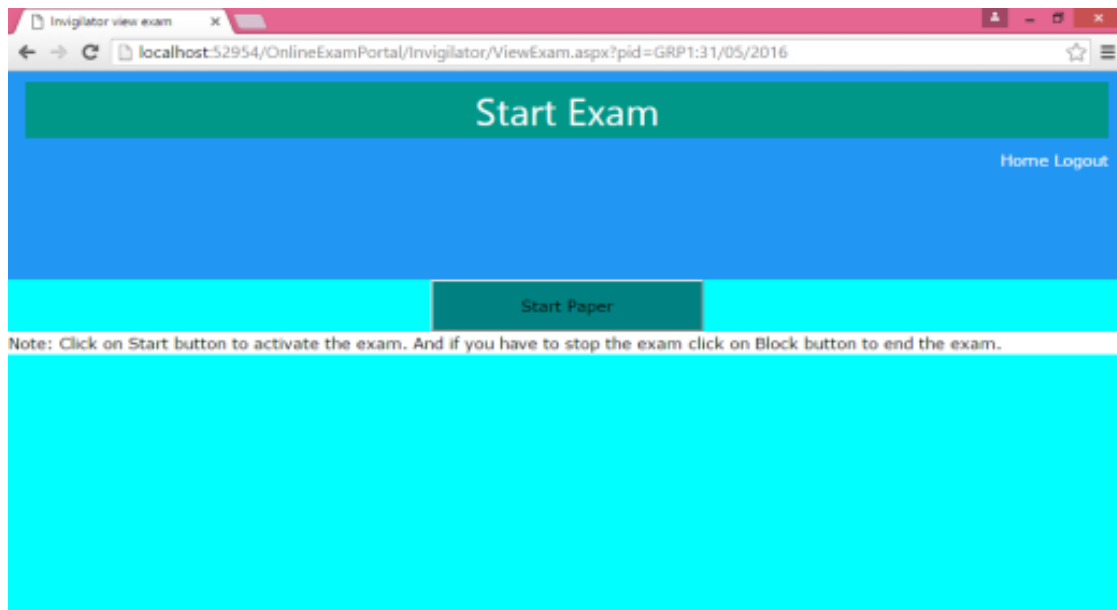 Invigilator view exam
localhost:52954/OnlineExamPortal/Invigilator/ViewExam.aspx?pid=GRP1:31/05/2016
Start Exam
Home Logout
Start Paper
Note: Click on Start button to activate the exam. And if you have to stop the exam click on Block button to end the exam.